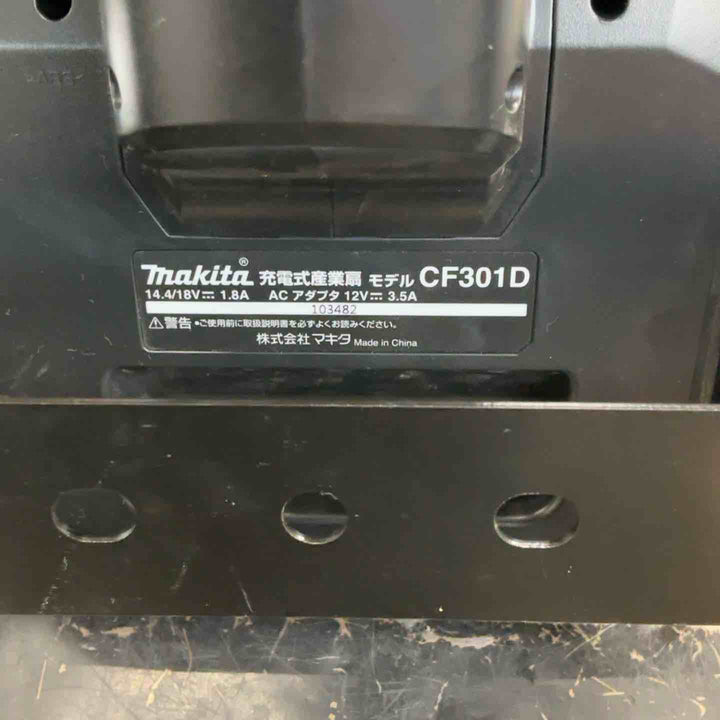 >ABS<
makita® 充電式産業扇 モデル CF301D
14.4/18V⎓ 1.8A AC アダプタ 12V⎓ 3.5A
103482
⚠警告 •ご使用前に取扱説明書を必ずよくお読みください。
株式会社 マキタ Made in China